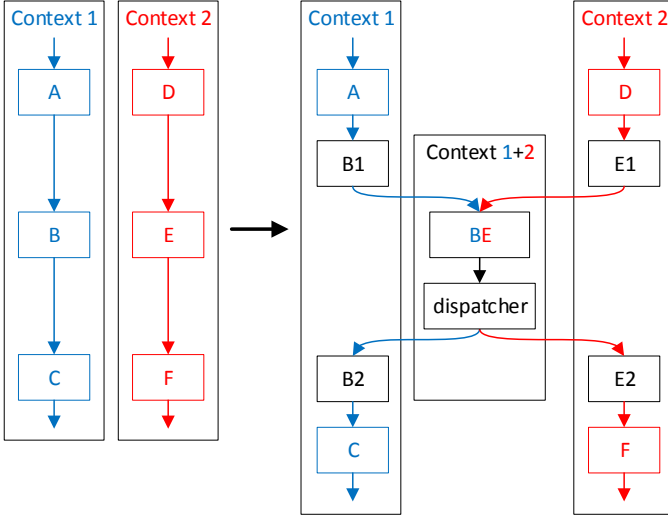 Context 1
Context 2
A
D
B
E
C
F
Context 1
Context 2
A
D
B1
E1
Context 1+2
BE
dispatcher
B2
E2
C
F